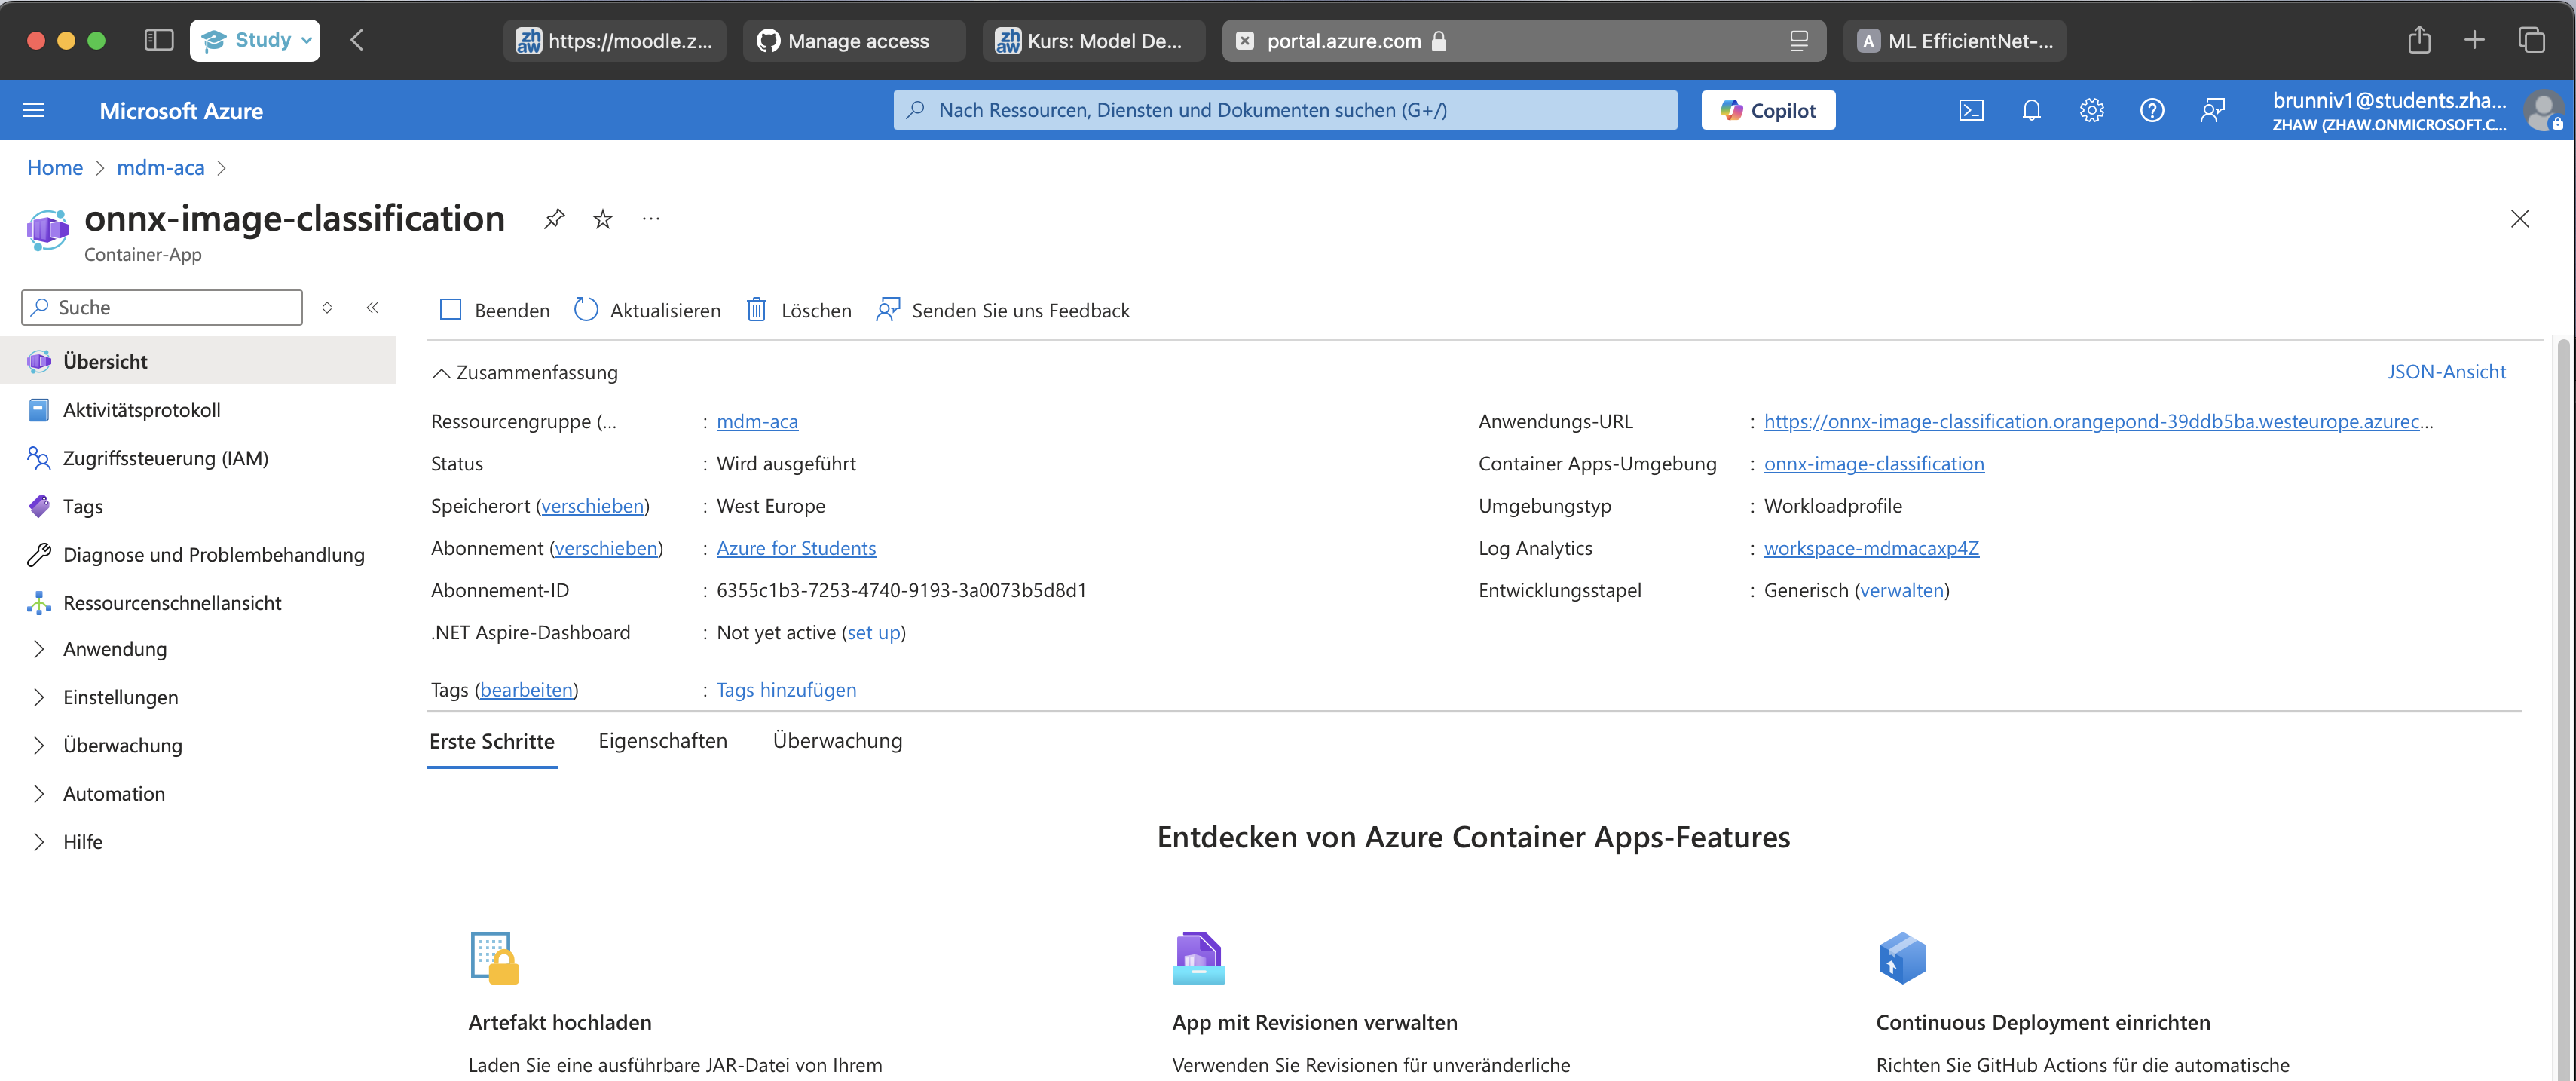 Study
https://moodle.z...
Manage access
Kurs: Model De...
portal.azure.com
A ML EfficientNet-...
Microsoft Azure
Nach Ressourcen, Diensten und Dokumenten suchen (G+/)
Copilot
brunniv1@students.zha...
ZHAW (ZHAW.ONMICROSOFT.C...
Home > mdm-aca >
onnx-image-classification
Container-App
Suche
Beenden
Aktualisieren
Löschen
Senden Sie uns Feedback
Übersicht
Aktivitätsprotokoll
Zugriffssteuerung (IAM)
Tags
Diagnose und Problembehandlung
Ressourcenschnellansicht
Anwendung
Einstellungen
Überwachung
Automation
Hilfe
Zusammenfassung
JSON-Ansicht
Ressourcengruppe (... : mdm-aca
Status : Wird ausgeführt
Speicherort (verschieben) : West Europe
Abonnement (verschieben) : Azure for Students
Abonnement-ID : 6355c1b3-7253-4740-9193-3a0073b5d8d1
.NET Aspire-Dashboard : Not yet active (set up)
Tags (bearbeiten) : Tags hinzufügen
Anwendungs-URL : https://onnx-image-classification.orangepond-39ddb5ba.westeurope.azurec...
Container Apps-Umgebung : onnx-image-classification
Umgebungstyp : Workloadprofile
Log Analytics : workspace-mdmacaxp4Z
Entwicklungsstapel : Generisch (verwalten)
Erste Schritte
Eigenschaften
Überwachung
Entdecken von Azure Container Apps-Features
Artefakt hochladen
Laden Sie eine ausführbare JAR-Datei von Ihrem
App mit Revisionen verwalten
Verwenden Sie Revisionen für unveränderliche
Continuous Deployment einrichten
Richten Sie GitHub Actions für die automatische